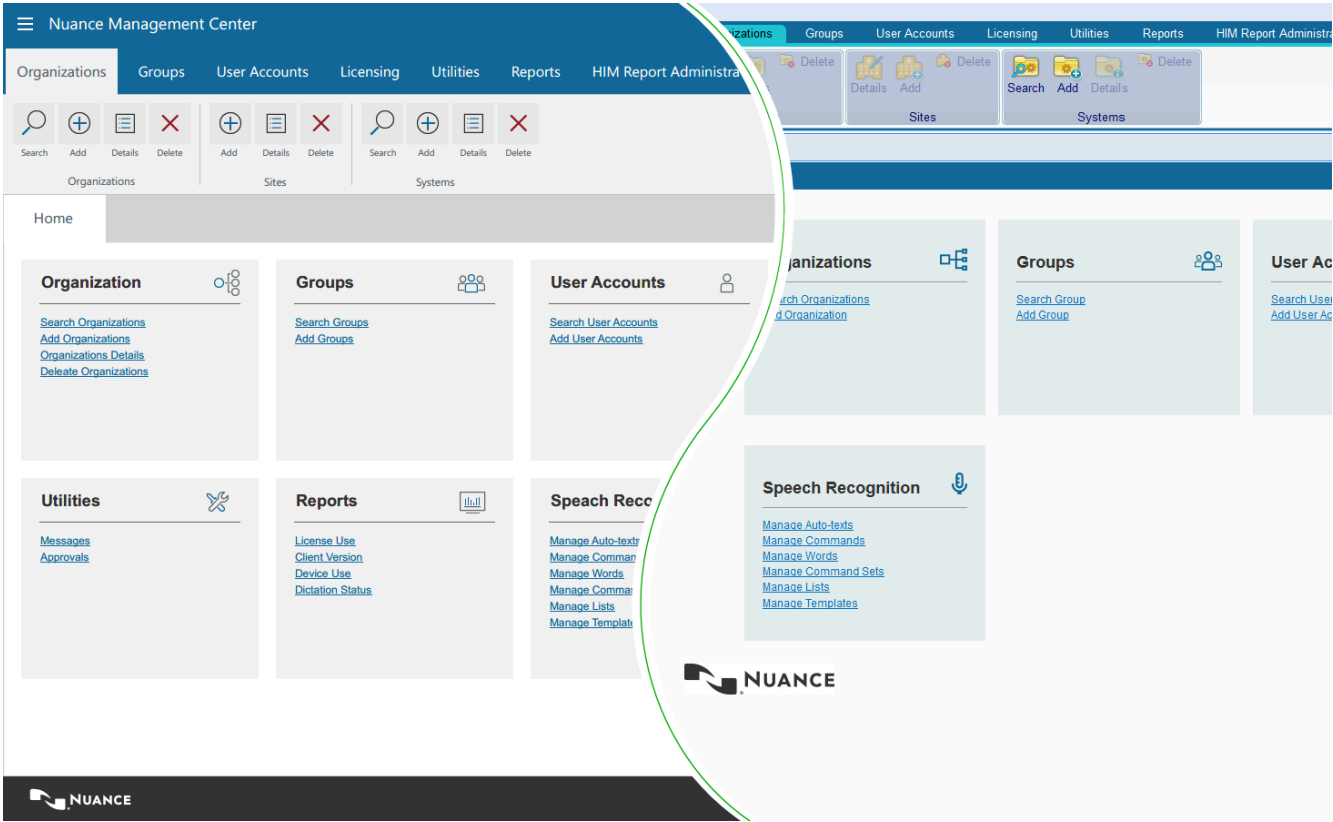 Nuance Management Center
Organizations Groups User Accounts Licensing Utilities Reports HIM Report Administra
Search Add Details Delete Add Details Delete Search Add Details Delete
Organizations Sites Systems
Home
Organization
Search Organizations
Add Organizations
Organizations Details
Deleate Organizations
Groups
Search Groups
Add Groups
User Accounts
Search User Accounts
Add User Accounts
Utilities
Messages
Approvals
Reports
License Use
Client Version
Device Use
Dictation Status
Speach Reco
Manage Auto-texts
Manage Comman
Manage Words
Manage Comma
Manage Lists
Manage Templat
NUANCE
izations Groups User Accounts Licensing Utilities Reports HIM Report Administra
Delete Details Add Delete Search Add Details Delete
Sites Systems
ganizations
rch Organizations
d Organization
Groups
Search Group
Add Group
User Ac
Search User
Add User Ac
Speech Recognition
Manage Auto-texts
Manage Commands
Manage Words
Manage Command Sets
Manage Lists
Manage Templates
NUANCE